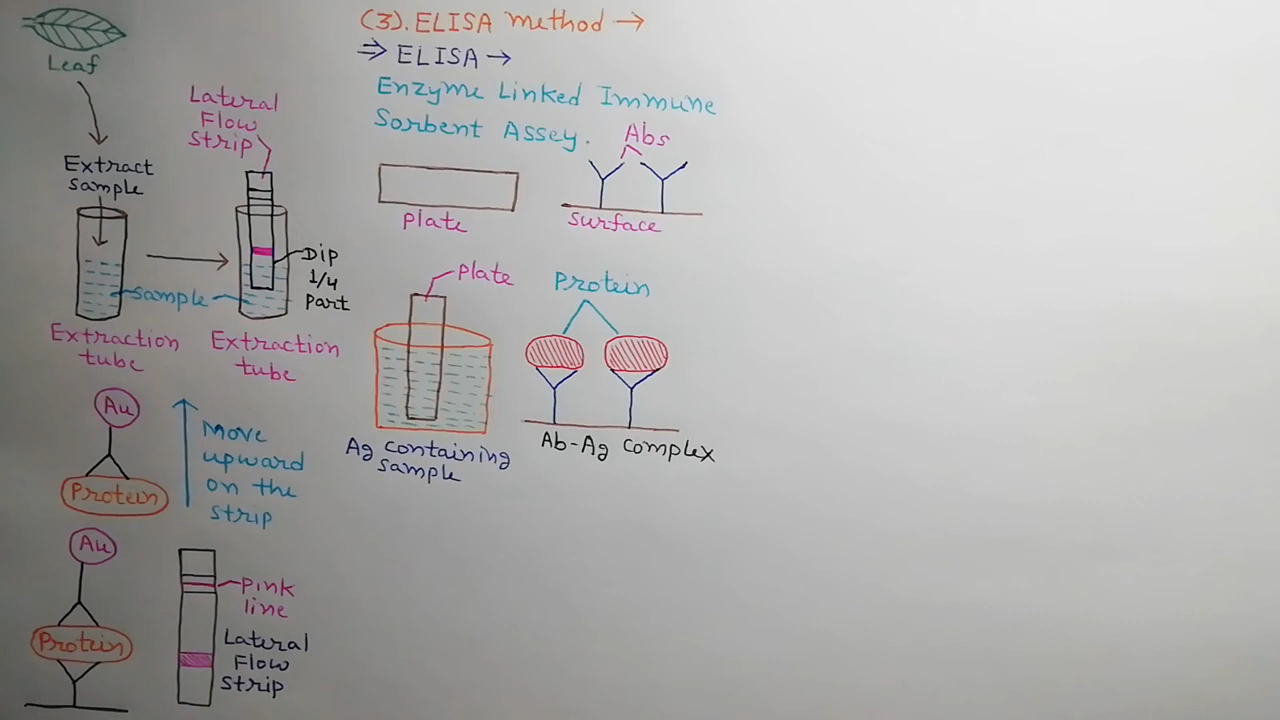 Leaf
Extract
sample
Lateral
Flow
strip
Dip
1/4
part
sample
Extraction
tube
Extraction
tube
Au
Protein
Move
upward
on the
strip
Au
Protein
Pink
line
Lateral
Flow
strip
(3). ELISA method →
⇒ ELISA →
Enzyme Linked Immune
Sorbent Assey.
Abs
plate
surface
plate
Protein
Ag containing
sample
Ab-Ag complex